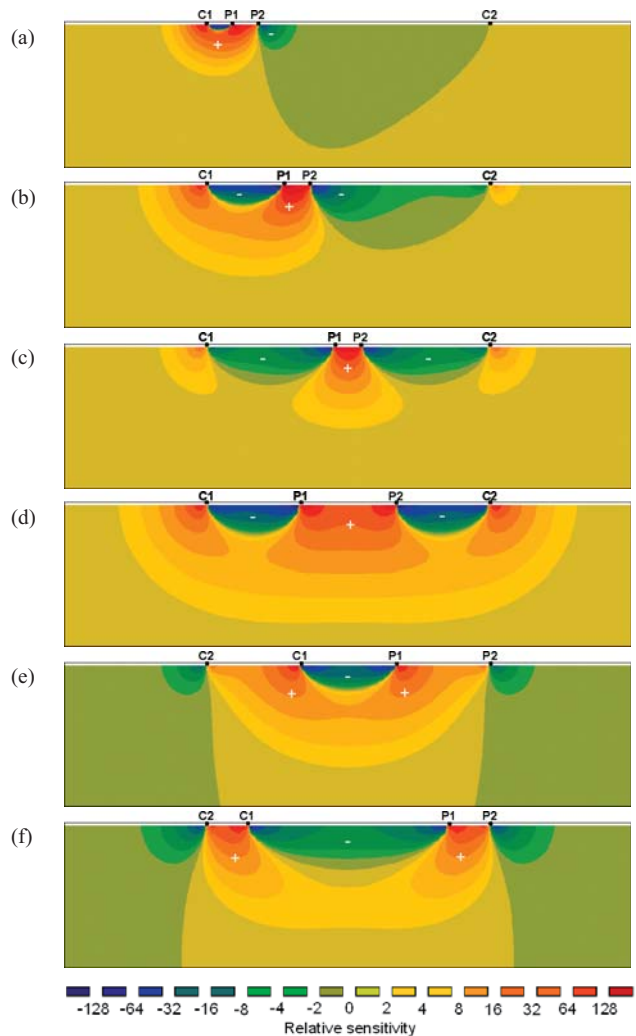 C1 P1 P2 C2
(a)
+ -
C1 P1 P2 C2
(b)
- + -
C1 P1 P2 C2
(c)
- + -
C1 P1 P2 C2
(d)
- + -
C2 C1 P1 P2
(e)
+ - +
C2 C1 P1 P2
(f)
+ - +
-128 -64 -32 -16 -8 -4 -2 0 2 4 8 16 32 64 128
Relative sensitivity